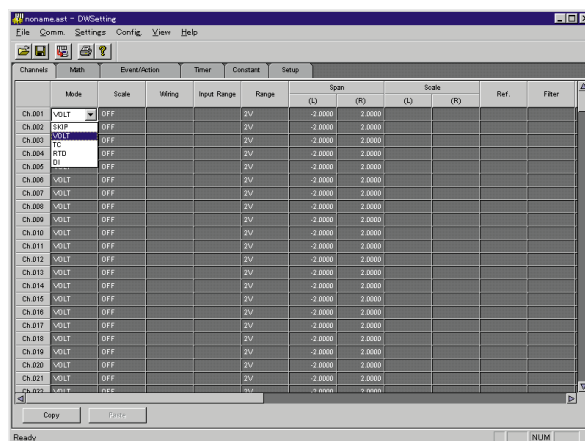 noname.ast - DWSetting
File Comm. Settings Config. View Help
Channels Math Event/Action Timer Constant Setup
Mode Scale Wiring Input Range Range Span Scale Ref. Filter
(L) (R) (L) (R)
Ch.001 VOLT OFF 2V -2.0000 2.0000
Ch.002 SKIP OFF 2V -2.0000 2.0000
Ch.003 VOLT OFF 2V -2.0000 2.0000
TC
Ch.004 RTD OFF 2V -2.0000 2.0000
DI
Ch.005 VOLT OFF 2V -2.0000 2.0000
Ch.006 VOLT OFF 2V -2.0000 2.0000
Ch.007 VOLT OFF 2V -2.0000 2.0000
Ch.008 VOLT OFF 2V -2.0000 2.0000
Ch.009 VOLT OFF 2V -2.0000 2.0000
Ch.010 VOLT OFF 2V -2.0000 2.0000
Ch.011 VOLT OFF 2V -2.0000 2.0000
Ch.012 VOLT OFF 2V -2.0000 2.0000
Ch.013 VOLT OFF 2V -2.0000 2.0000
Ch.014 VOLT OFF 2V -2.0000 2.0000
Ch.015 VOLT OFF 2V -2.0000 2.0000
Ch.016 VOLT OFF 2V -2.0000 2.0000
Ch.017 VOLT OFF 2V -2.0000 2.0000
Ch.018 VOLT OFF 2V -2.0000 2.0000
Ch.019 VOLT OFF 2V -2.0000 2.0000
Ch.020 VOLT OFF 2V -2.0000 2.0000
Ch.021 VOLT OFF 2V -2.0000 2.0000
Ch.022 VOLT OFF 2V -2.0000 2.0000
Copy Paste
Ready NUM